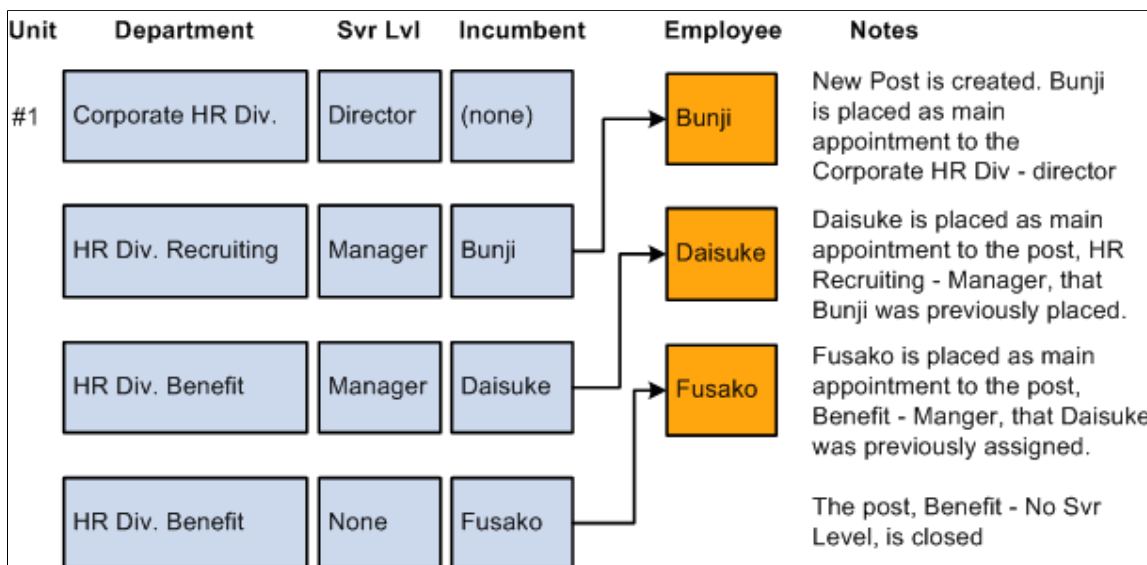 Unit Department Svr Lvl Incumbent Employee Notes
#1 Corporate HR Div. Director (none) Bunji
New Post is created. Bunji
is placed as main
appointment to the
Corporate HR Div - director
HR Div. Recruiting Manager Bunji Daisuke
Daisuke is placed as main
appointment to the post, HR
Recruiting - Manager, that
Bunji was previously placed.
HR Div. Benefit Manager Daisuke Fusako
Fusako is placed as main
appointment to the post,
Benefit - Manger, that Daisuke
was previously assigned.
HR Div. Benefit None Fusako
The post, Benefit - No Svr
Level, is closed